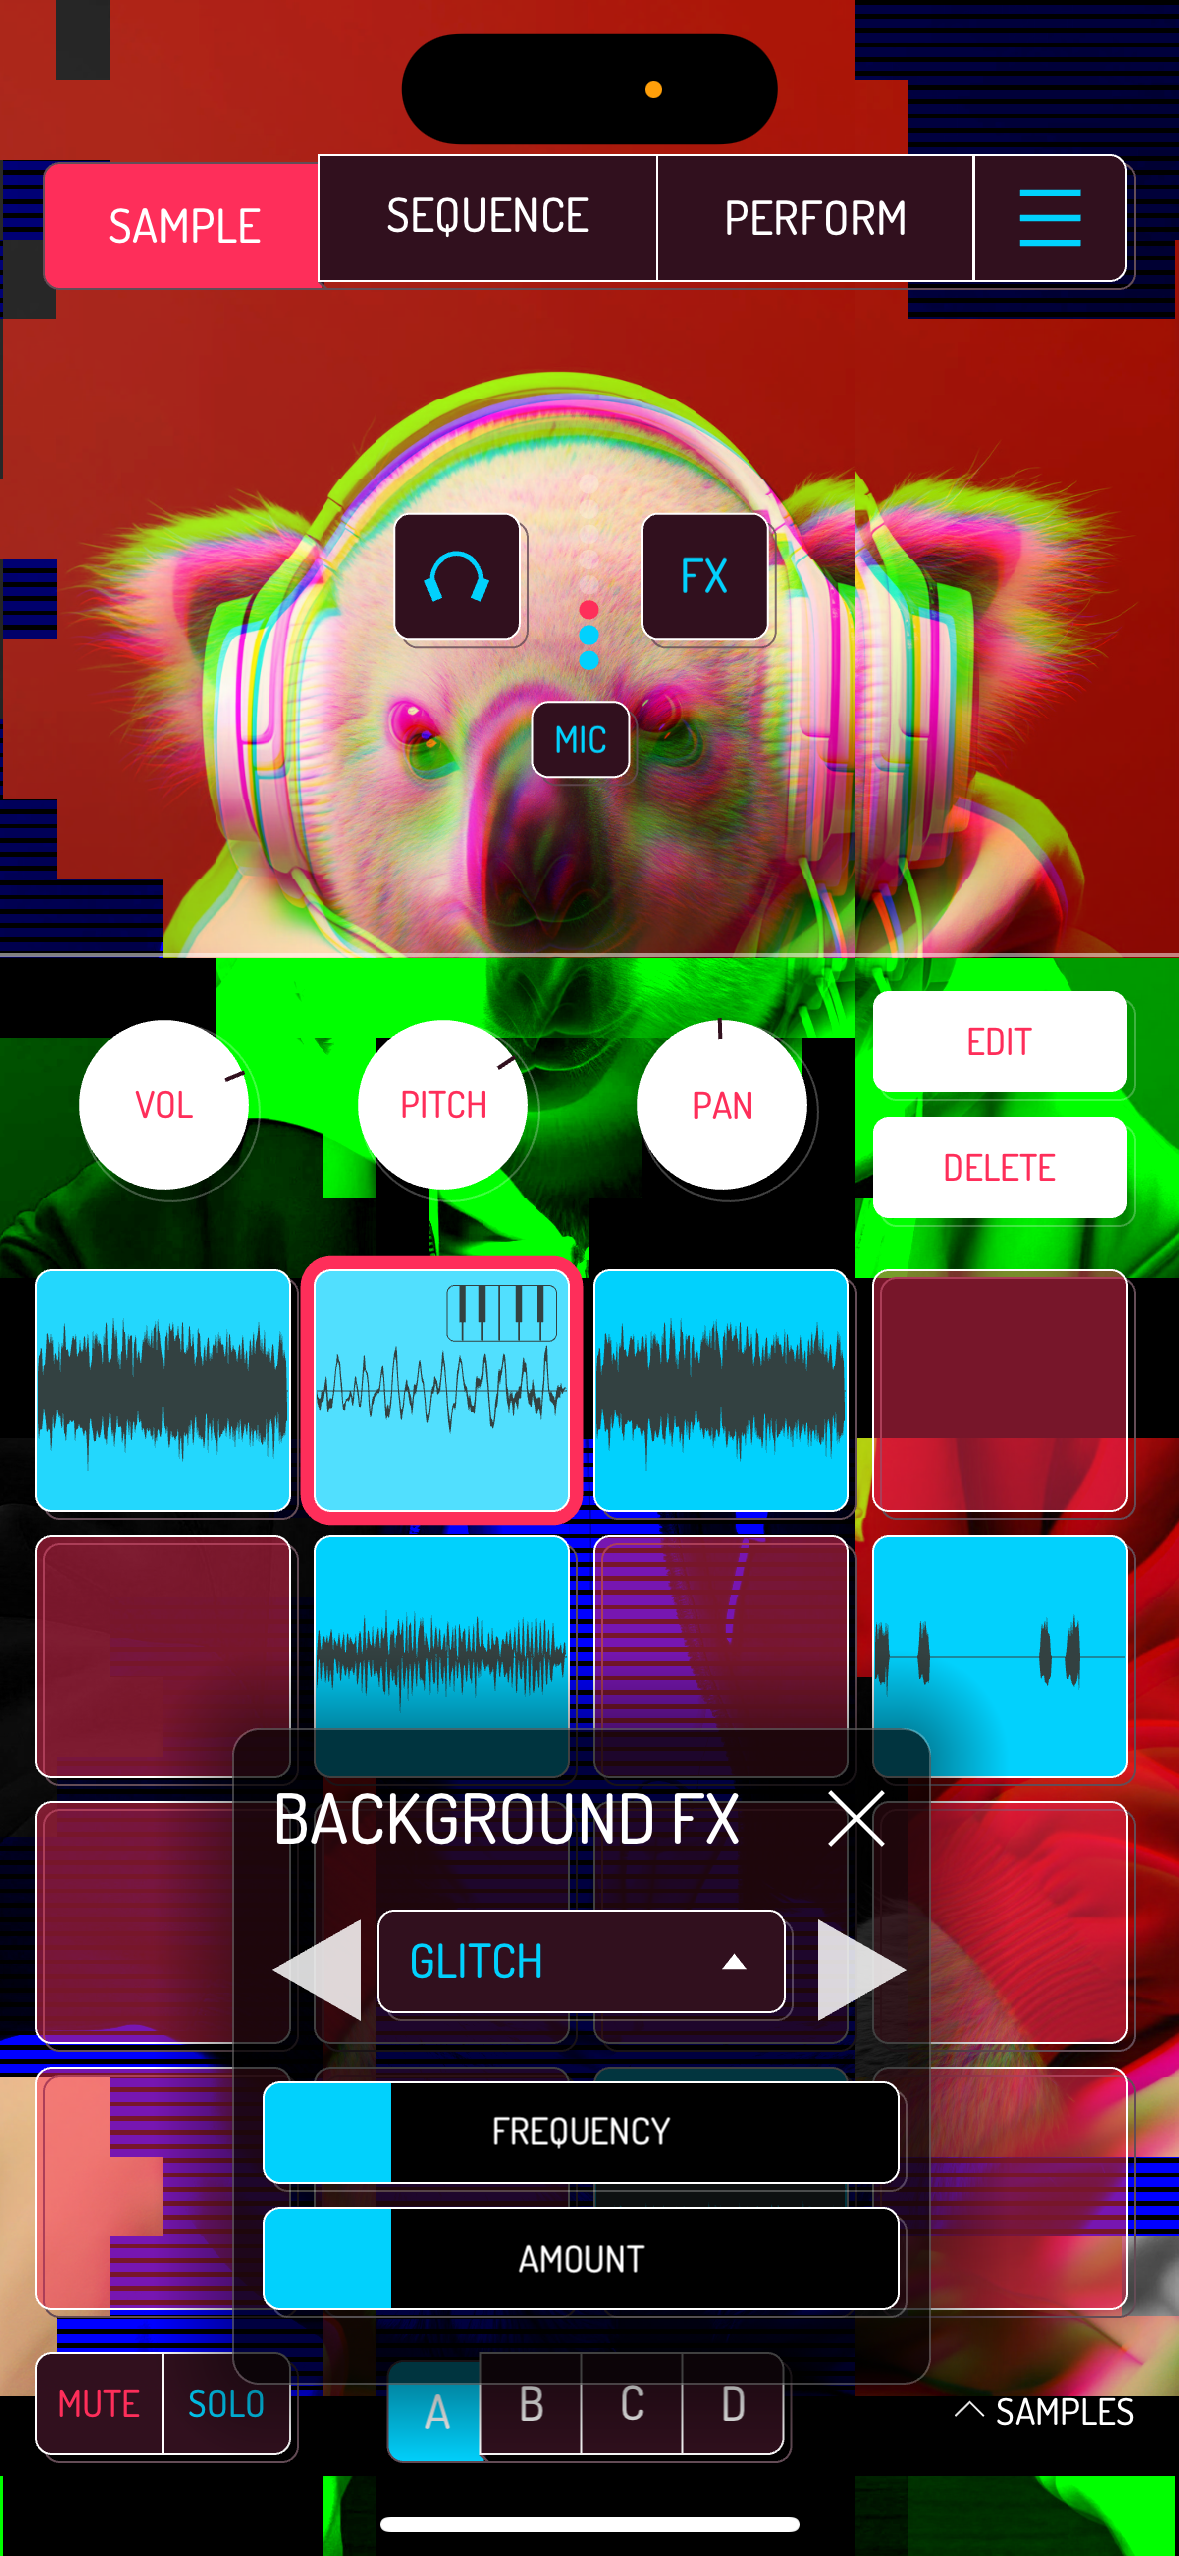 SAMPLE
SEQUENCE
PERFORM
FX
MIC
VOL
PITCH
PAN
EDIT
DELETE
BACKGROUND FX
GLITCH
FREQUENCY
AMOUNT
MUTE
SOLO
A
B
C
D
SAMPLES